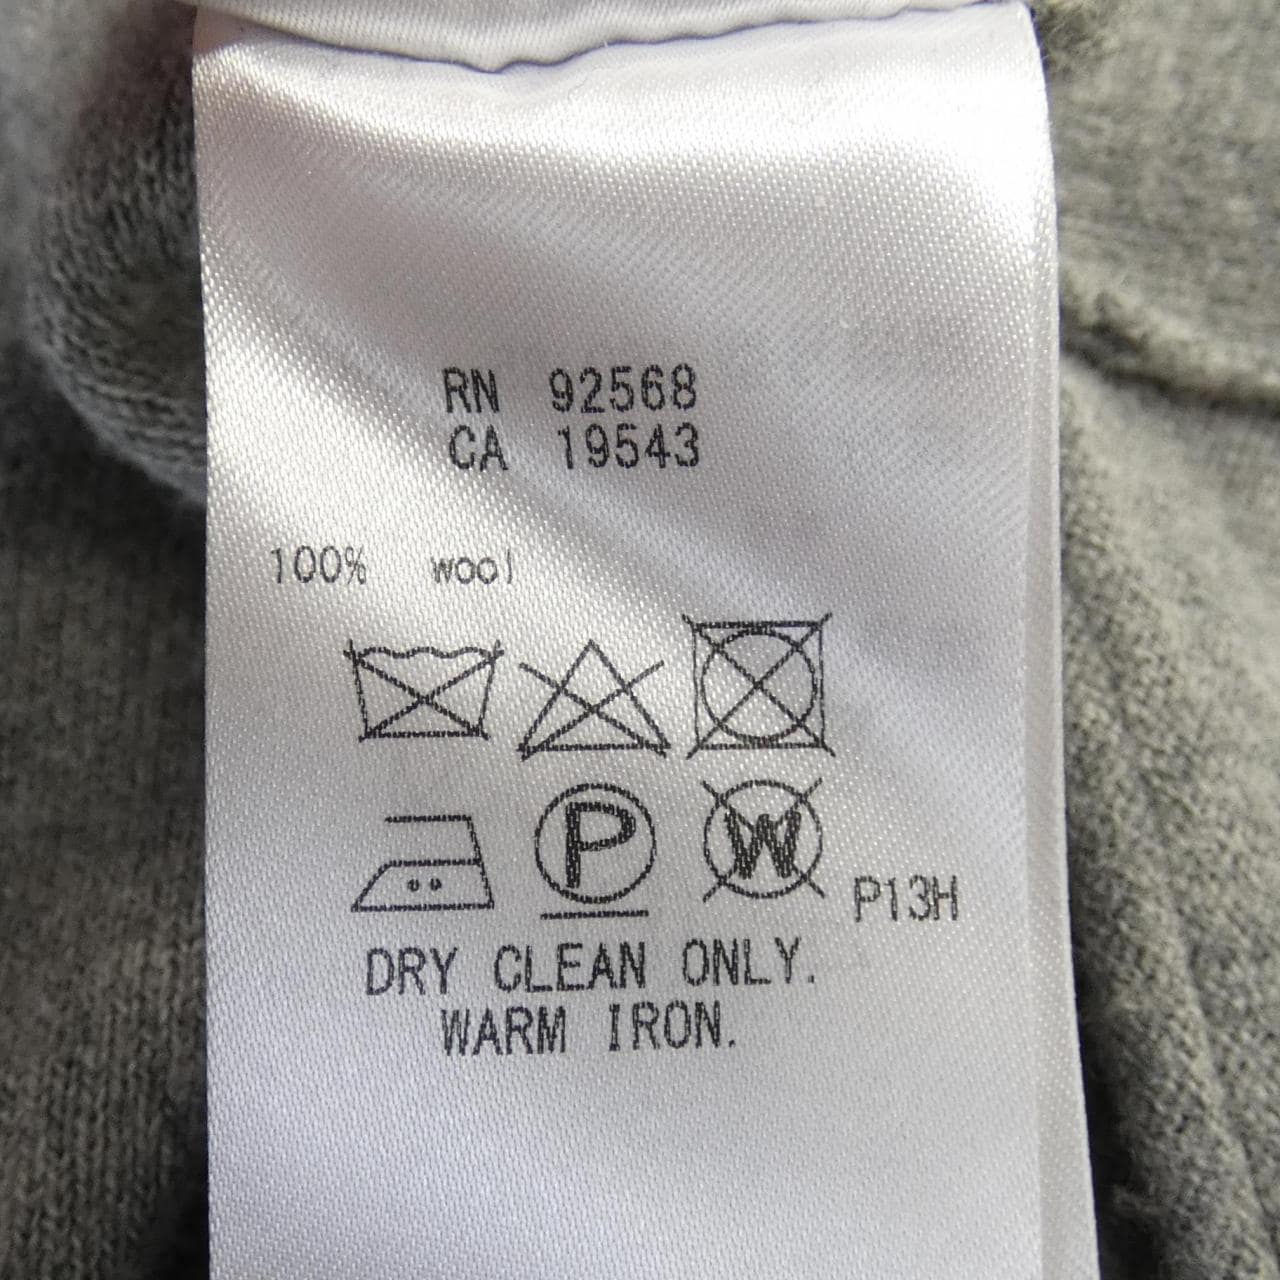 RN 92568
CA 19543
100% wool
P W P13H
DRY CLEAN ONLY.
WARM IRON.